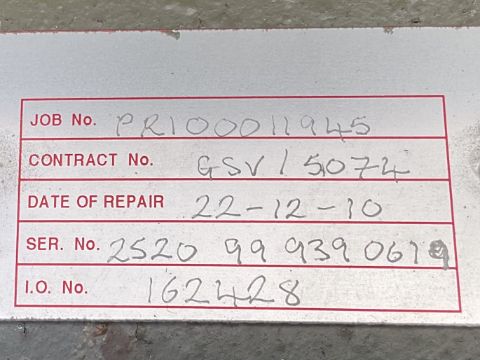 JOB No. PR100011945
CONTRACT No. GSV/5074
DATE OF REPAIR 22-12-10
SER. No. 2520 99 939 0619
I.O. No. 162428